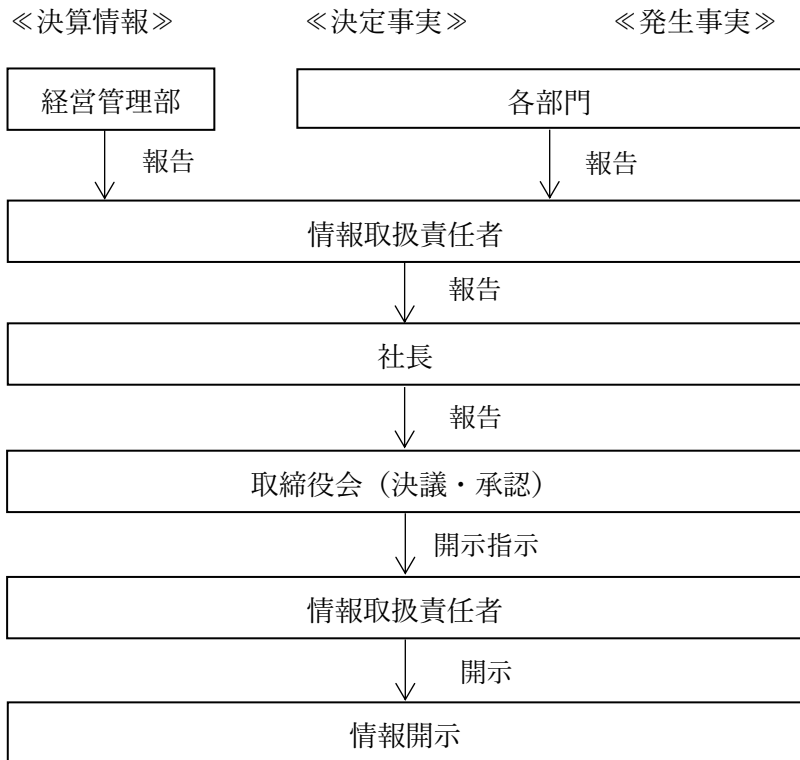 ≪決算情報≫ ≪決定事実≫ ≪発生事実≫
経営管理部 各部門
報告 報告
情報取扱責任者
報告
社長
報告
取締役会（決議・承認）
開示指示
情報取扱責任者
開示
情報開示